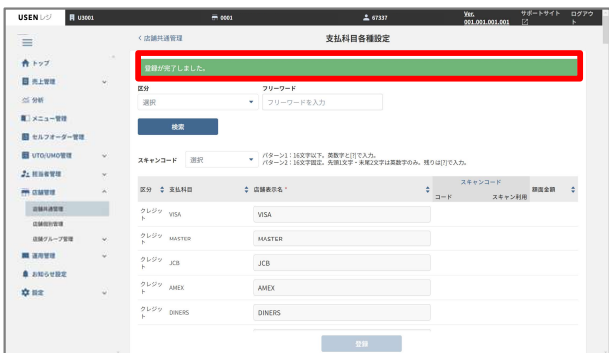 USEN レジ U3001 0001 67337 Ver. 001.001.001.001 サポートサイト ログアウト
< 店舗共通管理 支払科目各種設定
トップ
売上管理
分析
メニュー管理
セルフオーダー管理
UTO/UMO管理
担当者管理
店舗管理
店舗共通管理
店舗個別管理
店舗グループ管理
運用管理
お知らせ設定
設定
登録が完了しました。
区分 フリーワード
選択 フリーワードを入力
検索
スキャンコード 選択
パターン1：16文字以下。英数字と[?]で入力。
パターン2：16文字固定。先頭1文字・末尾2文字は英数字のみ。残りは[?]で入力。
区分 支払科目 店舗表示名 * スキャンコード 額面金額
コード スキャン利用
クレジット VISA VISA
クレジット MASTER MASTER
クレジット JCB JCB
クレジット AMEX AMEX
クレジット DINERS DINERS
登録